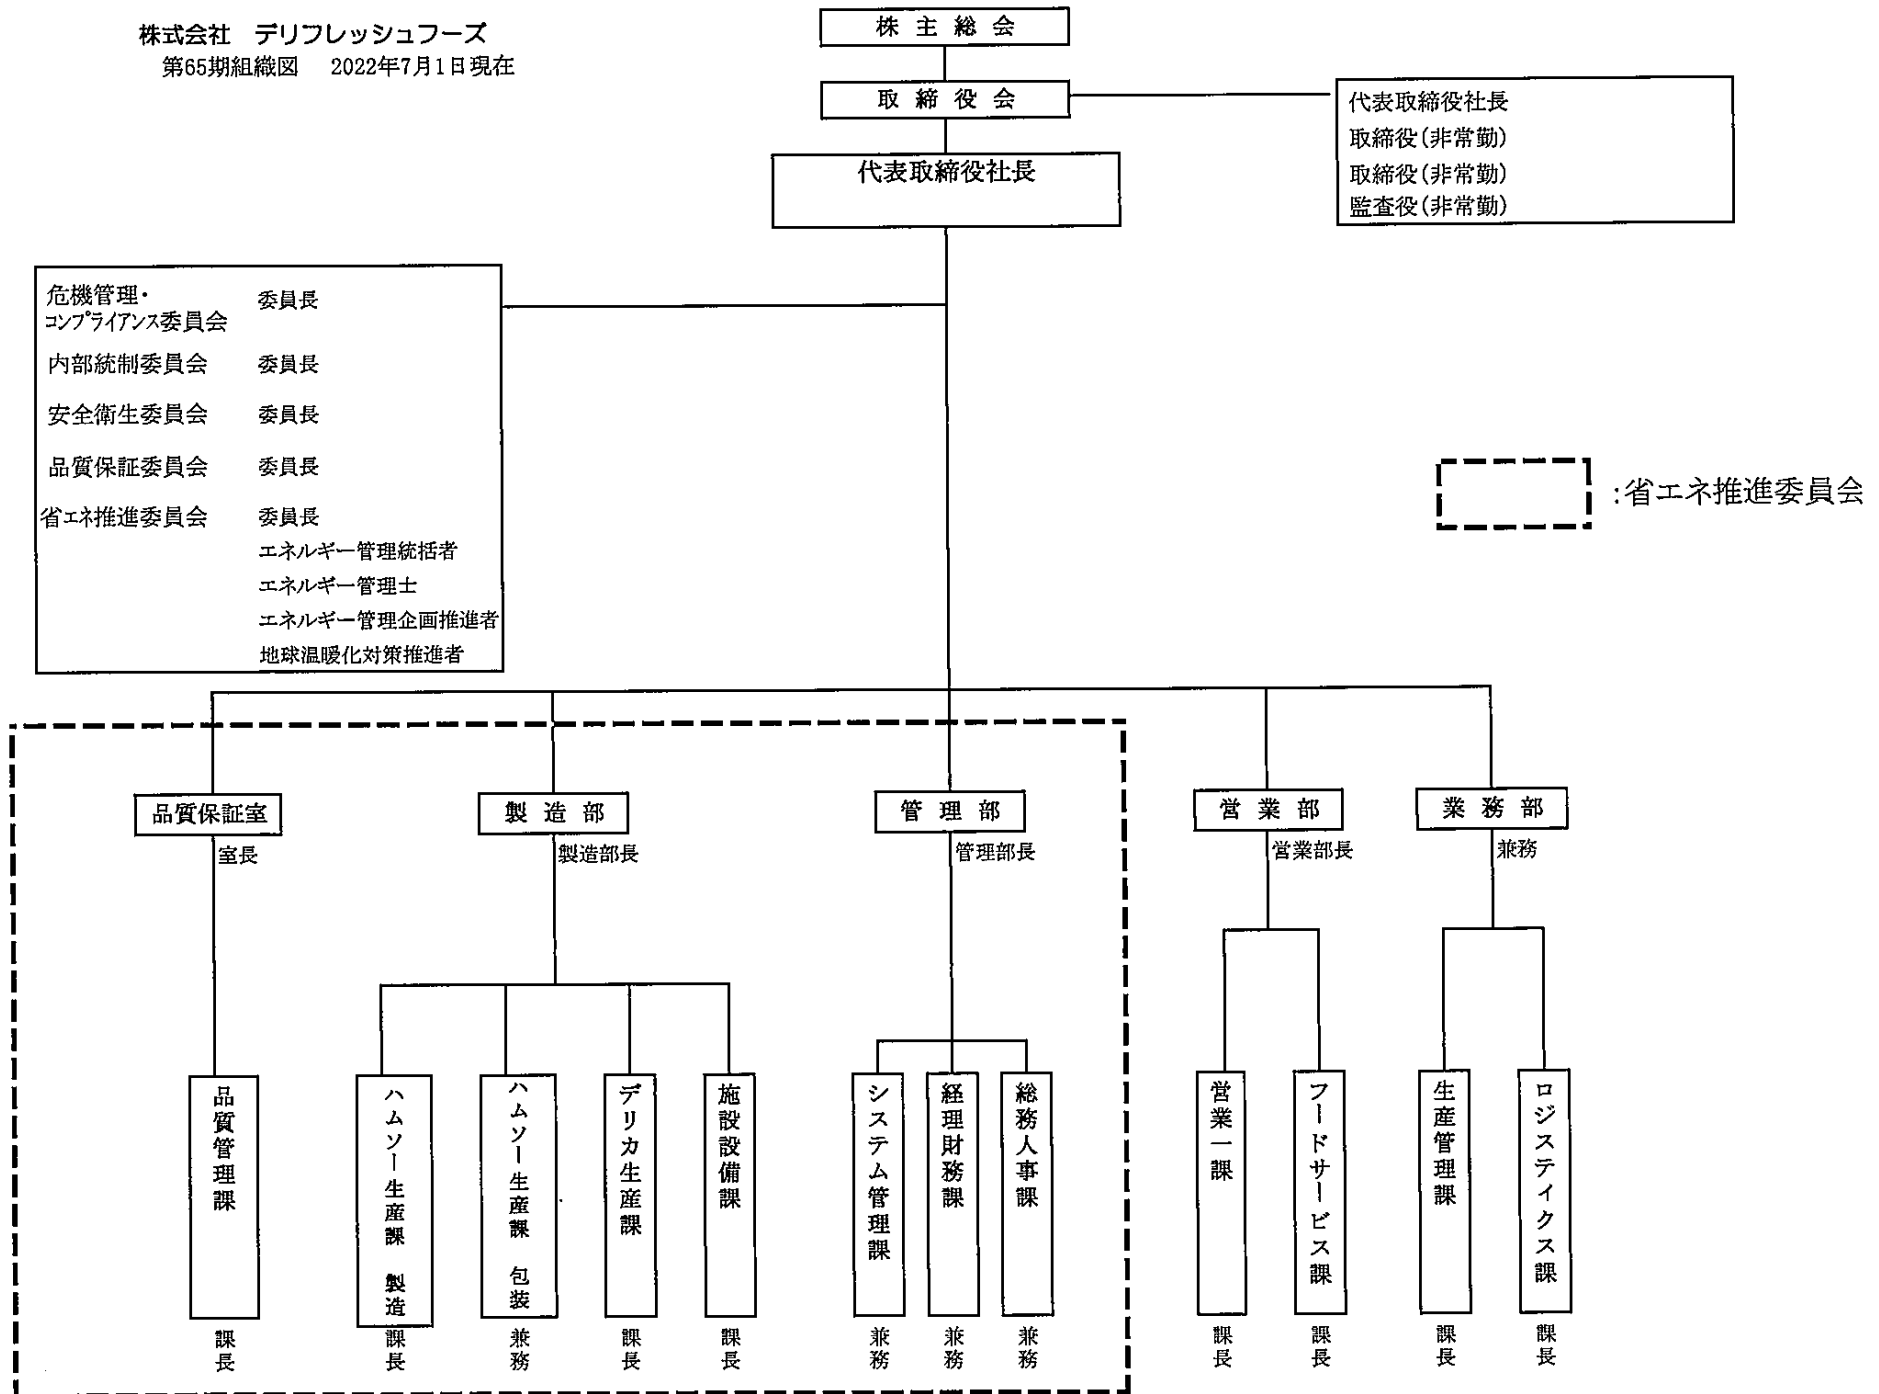 株式会社 デリフレッシュフーズ
第65期組織図 2022年7月1日現在
株主総会
取締役会
代表取締役社長
代表取締役社長
取締役(非常勤)
取締役(非常勤)
監査役(非常勤)
危機管理・
コンプライアンス委員会 委員長
内部統制委員会 委員長
安全衛生委員会 委員長
品質保証委員会 委員長
省エネ推進委員会 委員長
エネルギー管理統括者
エネルギー管理士
エネルギー管理企画推進者
地球温暖化対策推進者
:省エネ推進委員会
品質保証室
室長
製造部
製造部長
管理部
管理部長
営業部
営業部長
業務部
兼務
品質管理課
課長
ハムソー生産課 製造
課長
ハムソー生産課 包装
兼務
デリカ生産課
課長
施設設備課
課長
システム管理課
兼務
経理財務課
兼務
総務人事課
兼務
営業一課
課長
フードサービス課
課長
生産管理課
課長
ロジスティクス課
課長